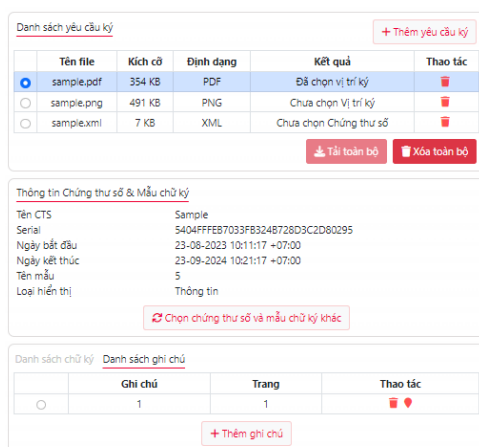 Danh sách yêu cầu ký
+ Thêm yêu cầu ký
Tên file Kích cỡ Định dạng Kết quả Thao tác
sample.pdf 354 KB PDF Đã chọn vị trí ký
sample.png 491 KB PNG Chưa chọn Vị trí ký
sample.xml 7 KB XML Chưa chọn Chứng thư số
Tải toàn bộ Xóa toàn bộ
Thông tin Chứng thư số & Mẫu chữ ký
Tên CTS Sample
Serial 5404FFFEB7033FB324B728D3C2D80295
Ngày bắt đầu 23-08-2023 10:11:17 +07:00
Ngày kết thúc 23-09-2024 10:21:17 +07:00
Tên mẫu 5
Loại hiển thị Thông tin
Chọn chứng thư số và mẫu chữ ký khác
Danh sách chữ ký Danh sách ghi chú
Ghi chú Trang Thao tác
1 1
+ Thêm ghi chú